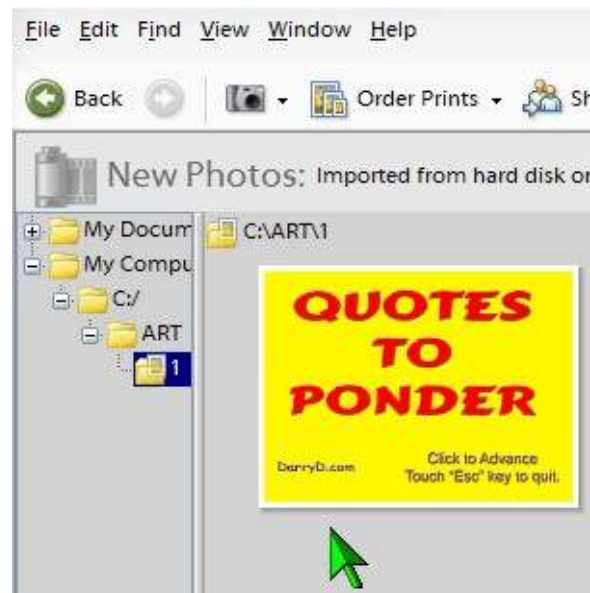 File Edit Find View Window Help
Back Order Prints Sh
New Photos: Imported from hard disk or
My Docum
C:\ART\1
My Compu
C:/
ART
1
QUOTES
TO
PONDER
DarryD.com
Click to Advance
Touch "Esc" key to quit.